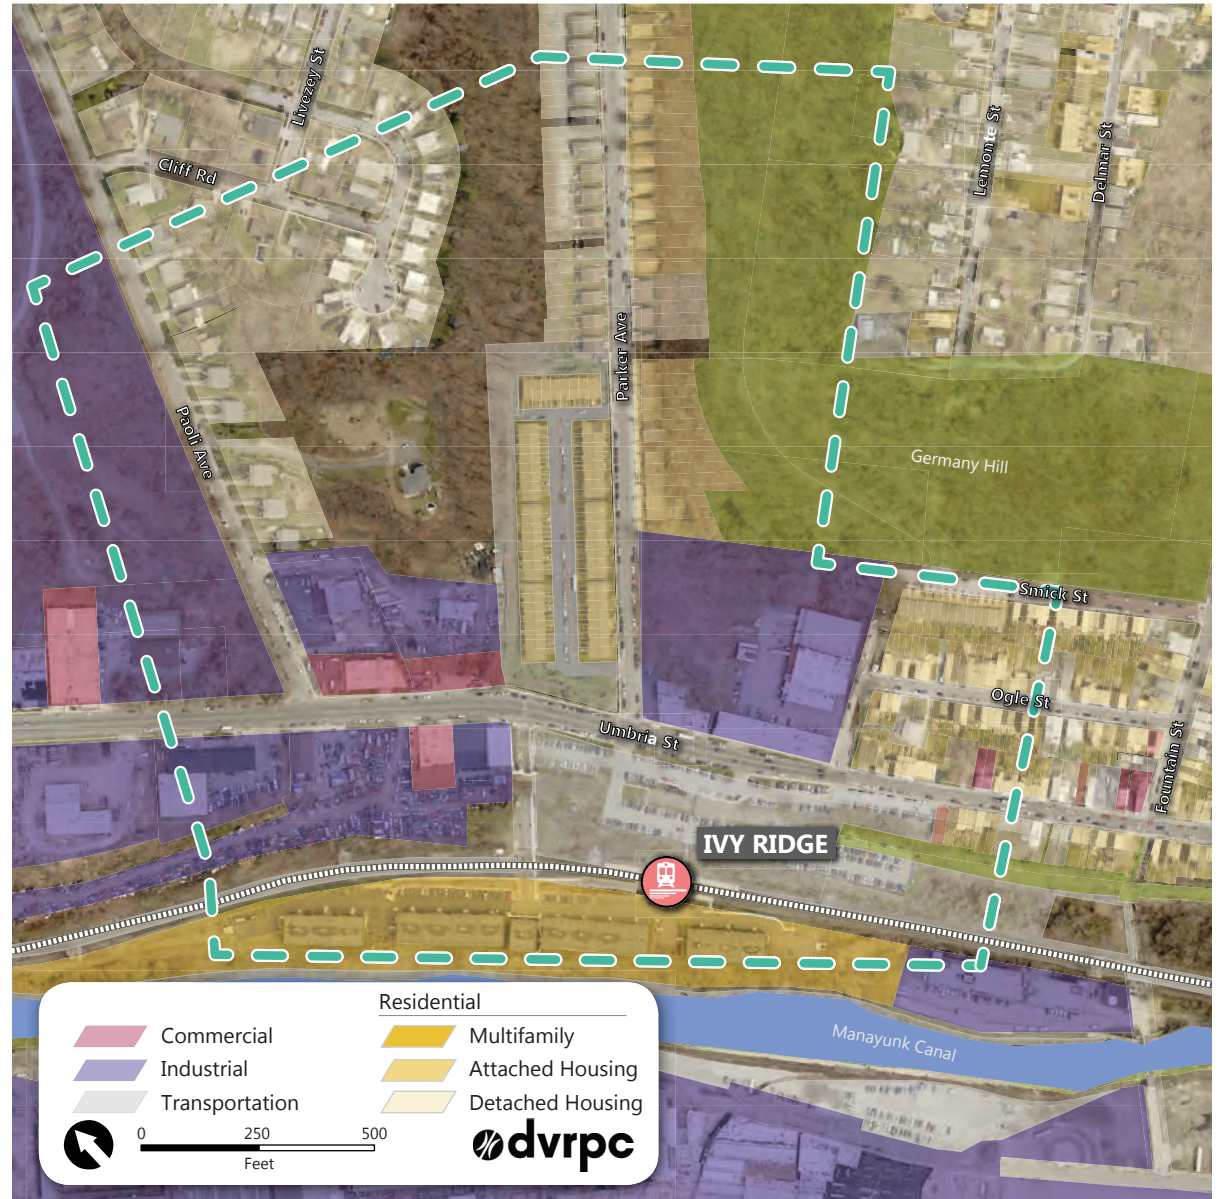 Livezey St
Cliff Rd
Lemonte St
Delmar St
Parker Ave
Paoli Ave
Germany Hill
Smick St
Ogle St
Umbria St
Fountain St
IVY RIDGE
Manayunk Canal
Residential
Commercial
Multifamily
Industrial
Attached Housing
Transportation
Detached Housing
0 250 500
Feet
dvrpc